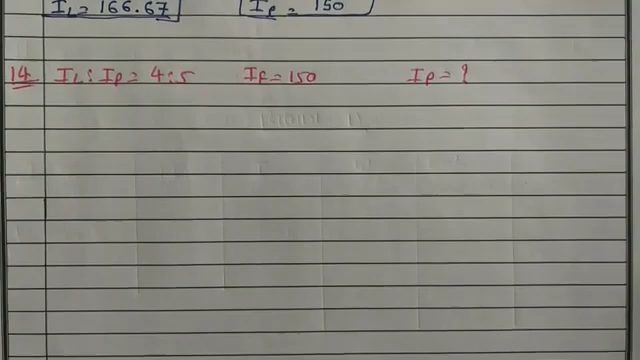 IL = 166.67 IP = 150
14 IL : IP = 4 : 5 IF = 150 IP = ?